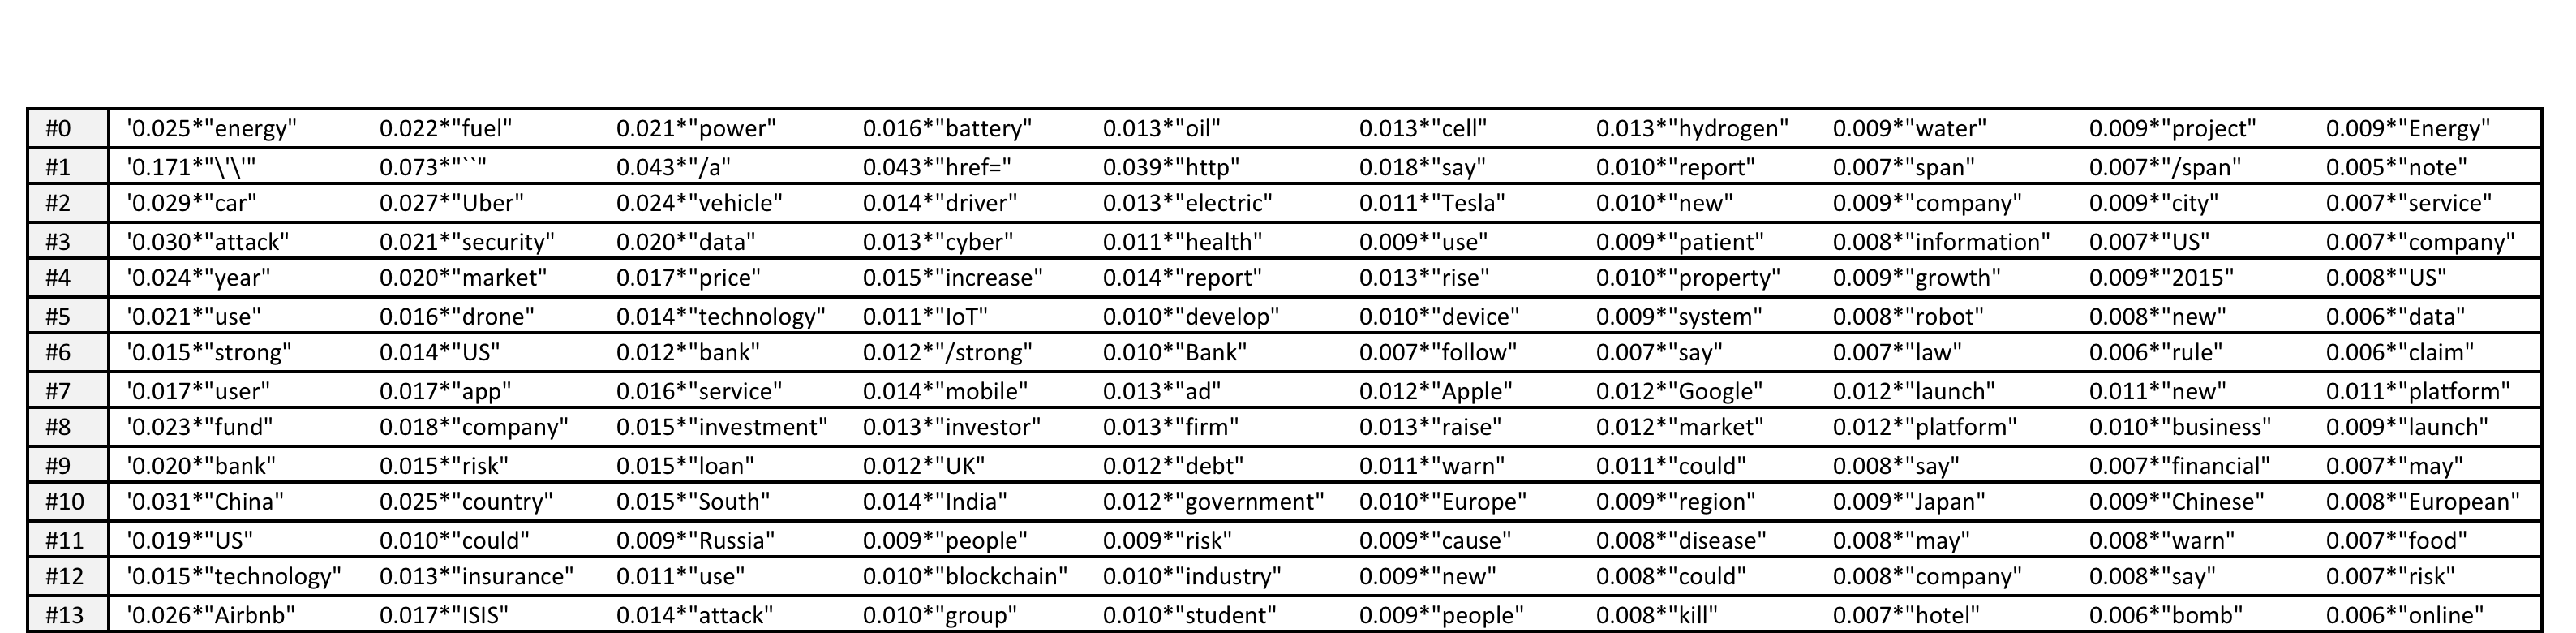 #0 '0.025*"energy" 0.022*"fuel" 0.021*"power" 0.016*"battery" 0.013*"oil" 0.013*"cell" 0.013*"hydrogen" 0.009*"water" 0.009*"project" 0.009*"Energy"
#1 '0.171*"\'\'" 0.073*"``" 0.043*"/a" 0.043*"href=" 0.039*"http" 0.018*"say" 0.010*"report" 0.007*"span" 0.007*"/span" 0.005*"note"
#2 '0.029*"car" 0.027*"Uber" 0.024*"vehicle" 0.014*"driver" 0.013*"electric" 0.011*"Tesla" 0.010*"new" 0.009*"company" 0.009*"city" 0.007*"service"
#3 '0.030*"attack" 0.021*"security" 0.020*"data" 0.013*"cyber" 0.011*"health" 0.009*"use" 0.009*"patient" 0.008*"information" 0.007*"US" 0.007*"company"
#4 '0.024*"year" 0.020*"market" 0.017*"price" 0.015*"increase" 0.014*"report" 0.013*"rise" 0.010*"property" 0.009*"growth" 0.009*"2015" 0.008*"US"
#5 '0.021*"use" 0.016*"drone" 0.014*"technology" 0.011*"IoT" 0.010*"develop" 0.010*"device" 0.009*"system" 0.008*"robot" 0.008*"new" 0.006*"data"
#6 '0.015*"strong" 0.014*"US" 0.012*"bank" 0.012*"/strong" 0.010*"Bank" 0.007*"follow" 0.007*"say" 0.007*"law" 0.006*"rule" 0.006*"claim"
#7 '0.017*"user" 0.017*"app" 0.016*"service" 0.014*"mobile" 0.013*"ad" 0.012*"Apple" 0.012*"Google" 0.012*"launch" 0.011*"new" 0.011*"platform"
#8 '0.023*"fund" 0.018*"company" 0.015*"investment" 0.013*"investor" 0.013*"firm" 0.013*"raise" 0.012*"market" 0.012*"platform" 0.010*"business" 0.009*"launch"
#9 '0.020*"bank" 0.015*"risk" 0.015*"loan" 0.012*"UK" 0.012*"debt" 0.011*"warn" 0.011*"could" 0.008*"say" 0.007*"financial" 0.007*"may"
#10 '0.031*"China" 0.025*"country" 0.015*"South" 0.014*"India" 0.012*"government" 0.010*"Europe" 0.009*"region" 0.009*"Japan" 0.009*"Chinese" 0.008*"European"
#11 '0.019*"US" 0.010*"could" 0.009*"Russia" 0.009*"people" 0.009*"risk" 0.009*"cause" 0.008*"disease" 0.008*"may" 0.008*"warn" 0.007*"food"
#12 '0.015*"technology" 0.013*"insurance" 0.011*"use" 0.010*"blockchain" 0.010*"industry" 0.009*"new" 0.008*"could" 0.008*"company" 0.008*"say" 0.007*"risk"
#13 '0.026*"Airbnb" 0.017*"ISIS" 0.014*"attack" 0.010*"group" 0.010*"student" 0.009*"people" 0.008*"kill" 0.007*"hotel" 0.006*"bomb" 0.006*"online"